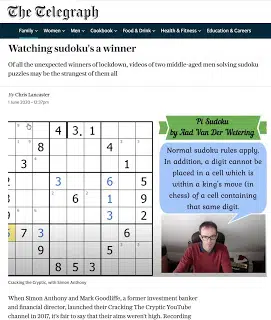 The Telegraph
Family Women Men Cookbook Food & Drink Health & Fitness Education & Careers
Watching sudoku's a winner
Of all the unexpected winners of lockdown, videos of two middle-aged men solving sudoku
puzzles may be the strangest of them all
By Chris Lancaster
1 June 2020 • 12:37pm
Pi Sudoku
by Jad Van Der Wetering
Normal sudoku rules apply.
In addition, a digit cannot be
placed in a cell which is
within a king's move (in
chess) of a cell containing
that same digit.
4 3.1
8 4
3 6 5
6 1 9
6 7 3 9
9 5
8 5 3
Cracking the Cryptic, with Simon Anthony
When Simon Anthony and Mark Goodliffe, a former investment banker
and financial director, launched their Cracking The Cryptic YouTube
channel in 2017, it's fair to say that their aims weren't high. Recording